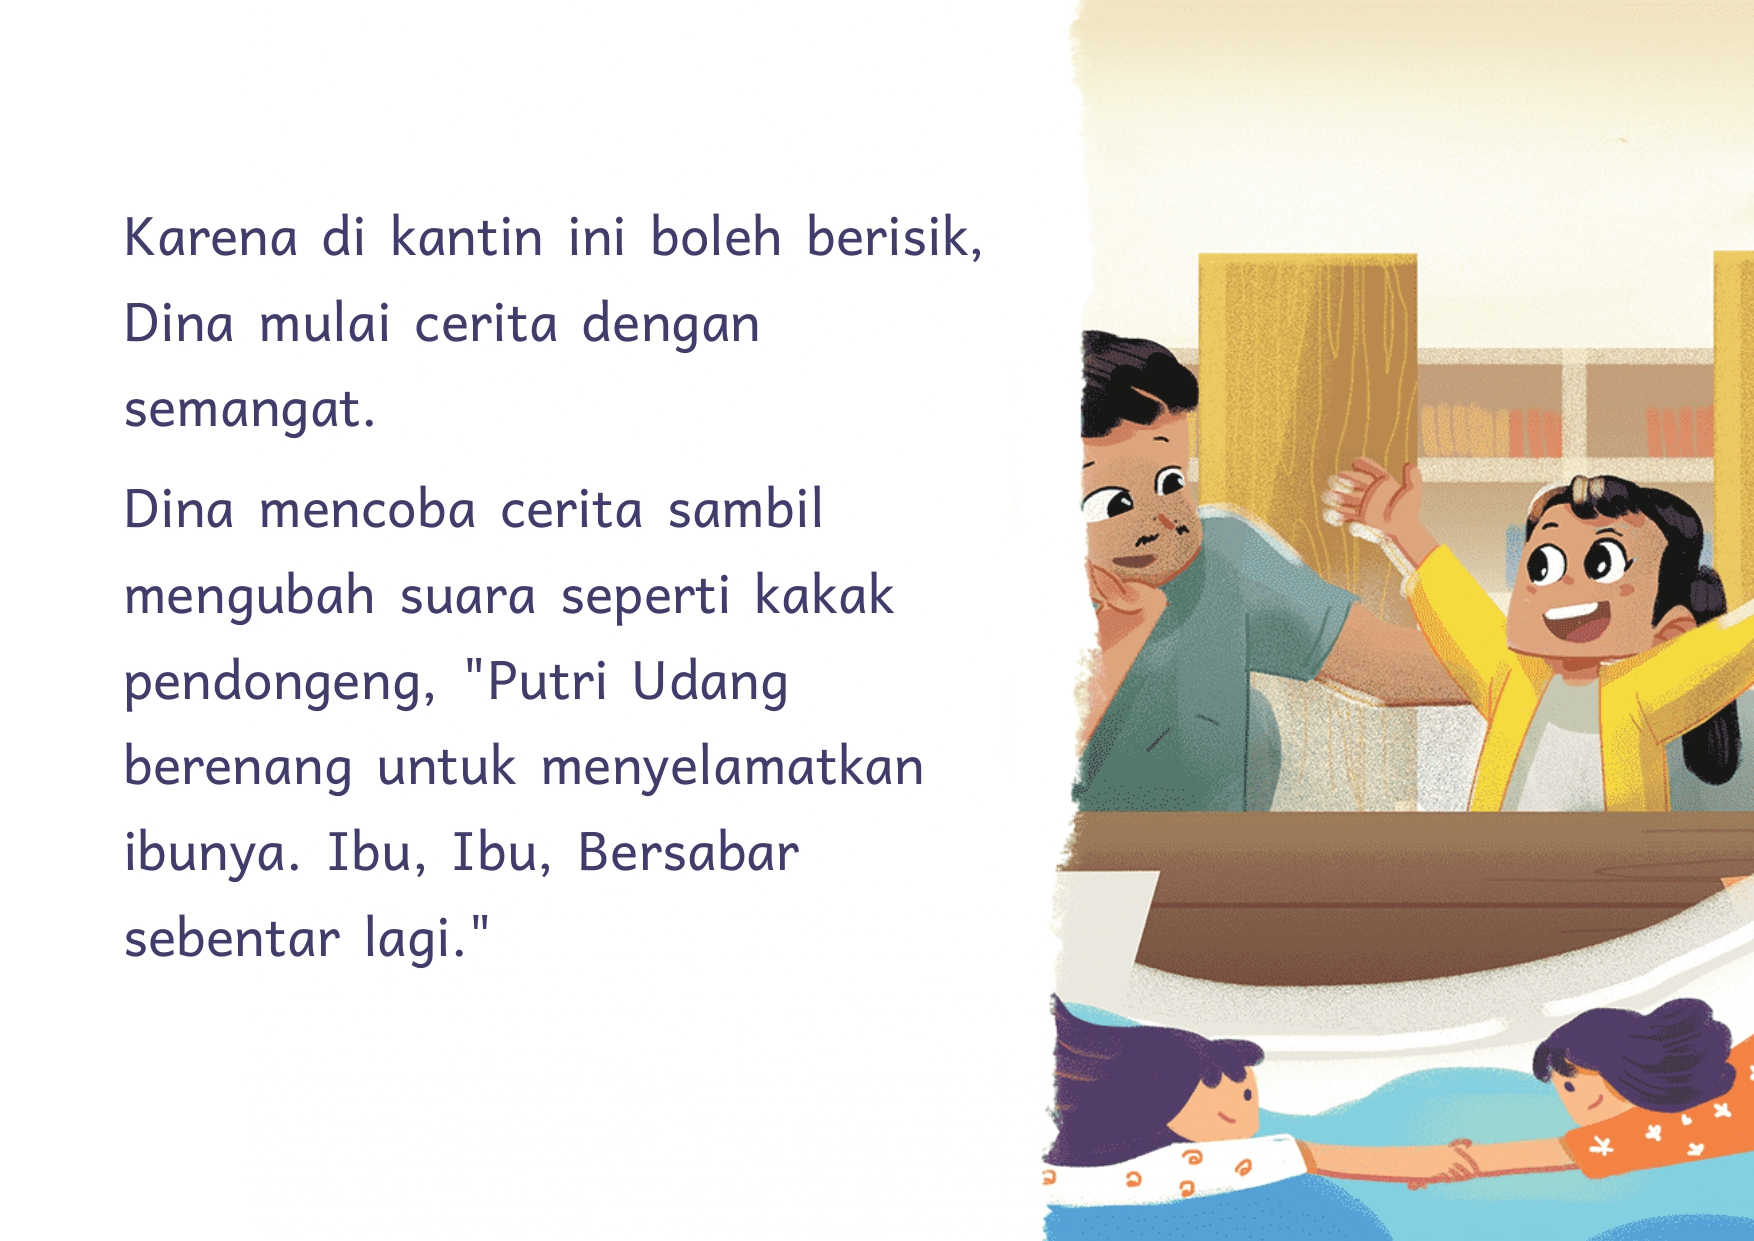 Karena di kantin ini boleh berisik,
Dina mulai cerita dengan
semangat.
Dina mencoba cerita sambil
mengubah suara seperti kakak
pendongeng, "Putri Udang
berenang untuk menyelamatkan
ibunya. Ibu, Ibu, Bersabar
sebentar lagi."